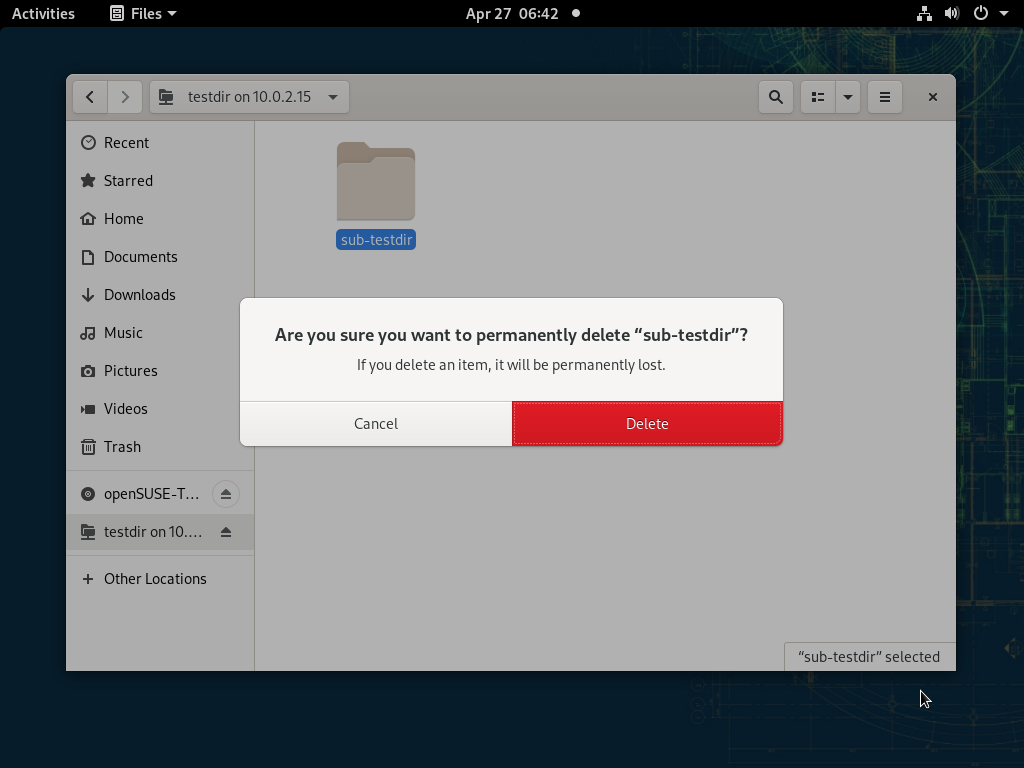 Activities
Files
Apr 27 06:42
testdir on 10.0.2.15
Recent
Starred
Home
Documents
Downloads
Music
Pictures
Videos
Trash
openSUSE-T…
testdir on 10.…
Other Locations
sub-testdir
Are you sure you want to permanently delete “sub-testdir”?
If you delete an item, it will be permanently lost.
Cancel
Delete
“sub-testdir” selected